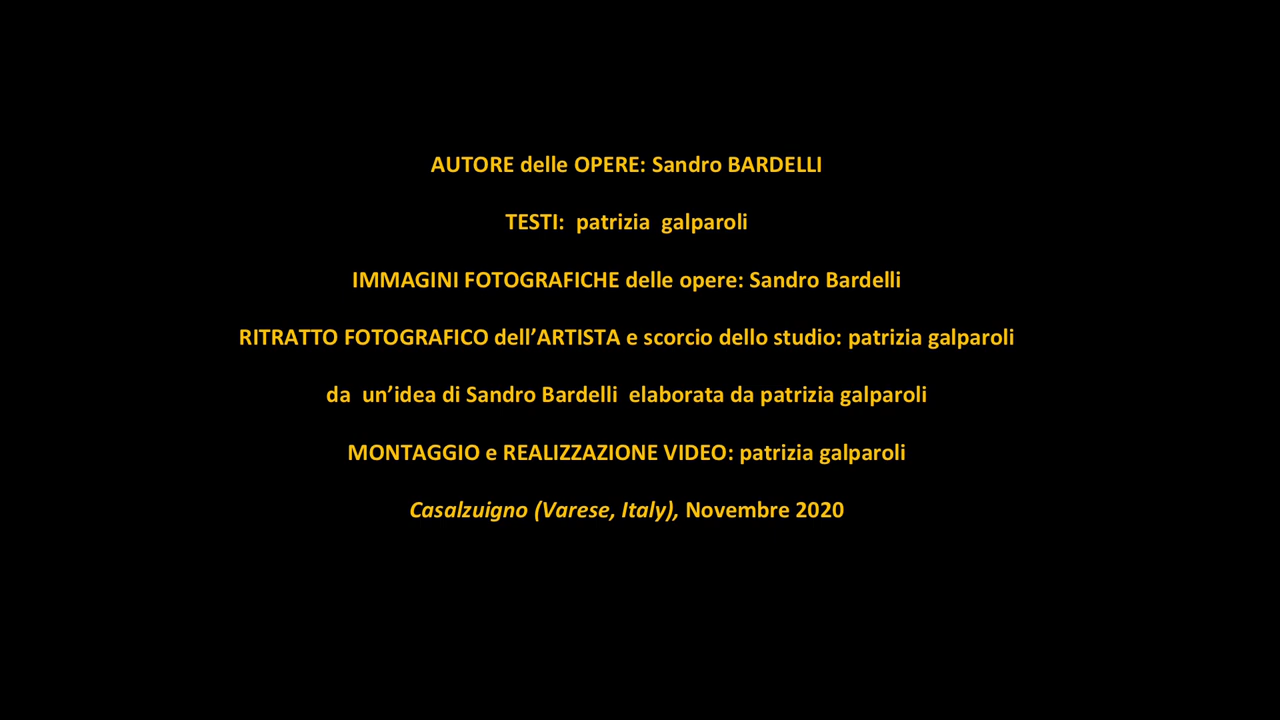 AUTORE delle OPERE: Sandro BARDELLI
TESTI:  patrizia  galparoli
IMMAGINI FOTOGRAFICHE delle opere: Sandro Bardelli
RITRATTO FOTOGRAFICO dell’ARTISTA e scorcio dello studio: patrizia galparoli
da  un’idea di Sandro Bardelli  elaborata da patrizia galparoli
MONTAGGIO e REALIZZAZIONE VIDEO: patrizia galparoli
Casalzuigno (Varese, Italy), Novembre 2020